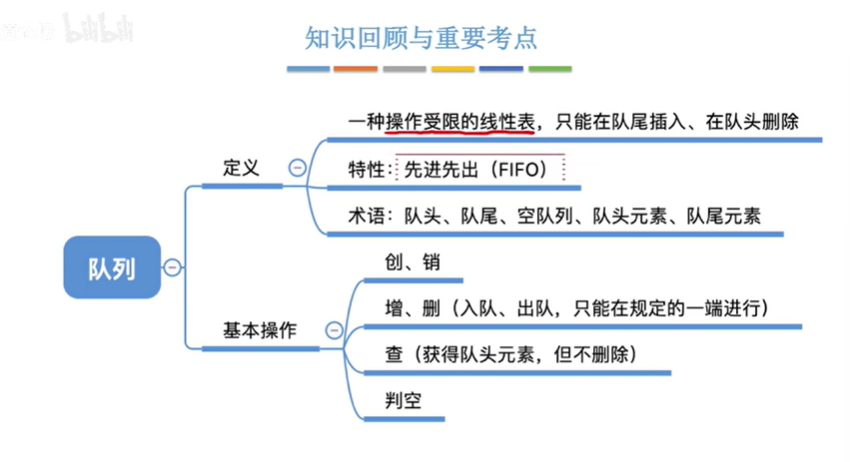 知识回顾与重要考点
一种操作受限的线性表，只能在队尾插入、在队头删除
定义
特性：先进先出（FIFO）
术语：队头、队尾、空队列、队头元素、队尾元素
队列
创、销
增、删（入队、出队，只能在规定的一端进行）
基本操作
查（获得队头元素，但不删除）
判空